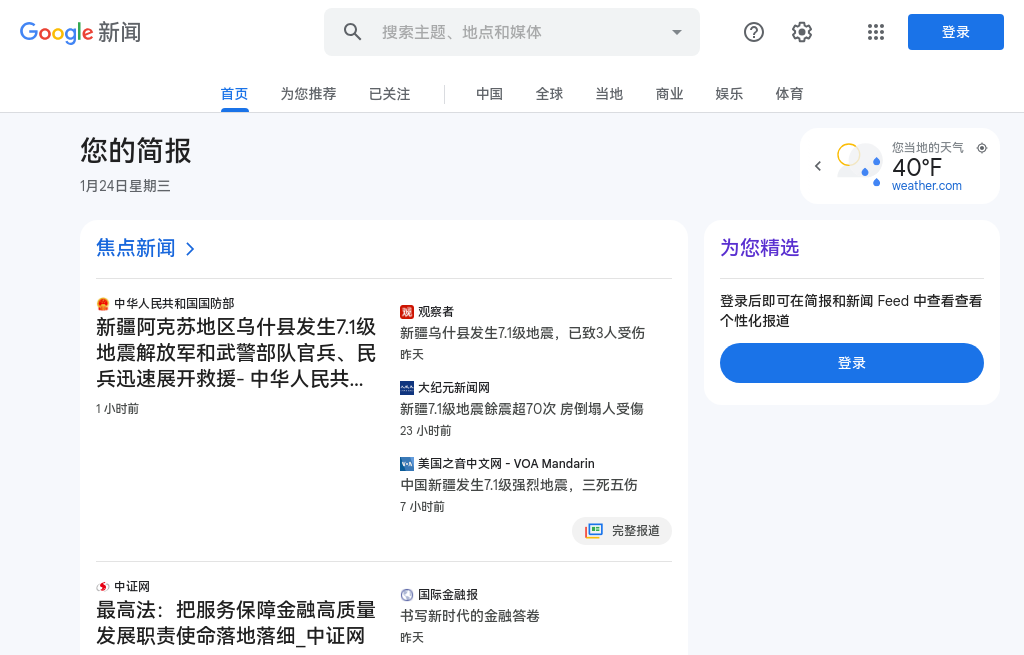 Google 新闻
搜索主题、地点和媒体
登录
首页
为您推荐
已关注
中国
全球
当地
商业
娱乐
体育
您的简报
1月24日星期三
您当地的天气
40°F
weather.com
焦点新闻
中华人民共和国国防部
新疆阿克苏地区乌什县发生7.1级
地震解放军和武警部队官兵、民
兵迅速展开救援- 中华人民共...
1 小时前
观察者
新疆乌什县发生7.1级地震，已致3人受伤
昨天
大纪元新闻网
新疆7.1級地震餘震超70次 房倒塌人受傷
23 小时前
美国之音中文网 - VOA Mandarin
中国新疆发生7.1级强烈地震，三死五伤
7 小时前
完整报道
中证网
最高法：把服务保障金融高质量
发展职责使命落地落细_中证网
国际金融报
书写新时代的金融答卷
昨天
为您精选
登录后即可在简报和新闻 Feed 中查看查看
个性化报道
登录